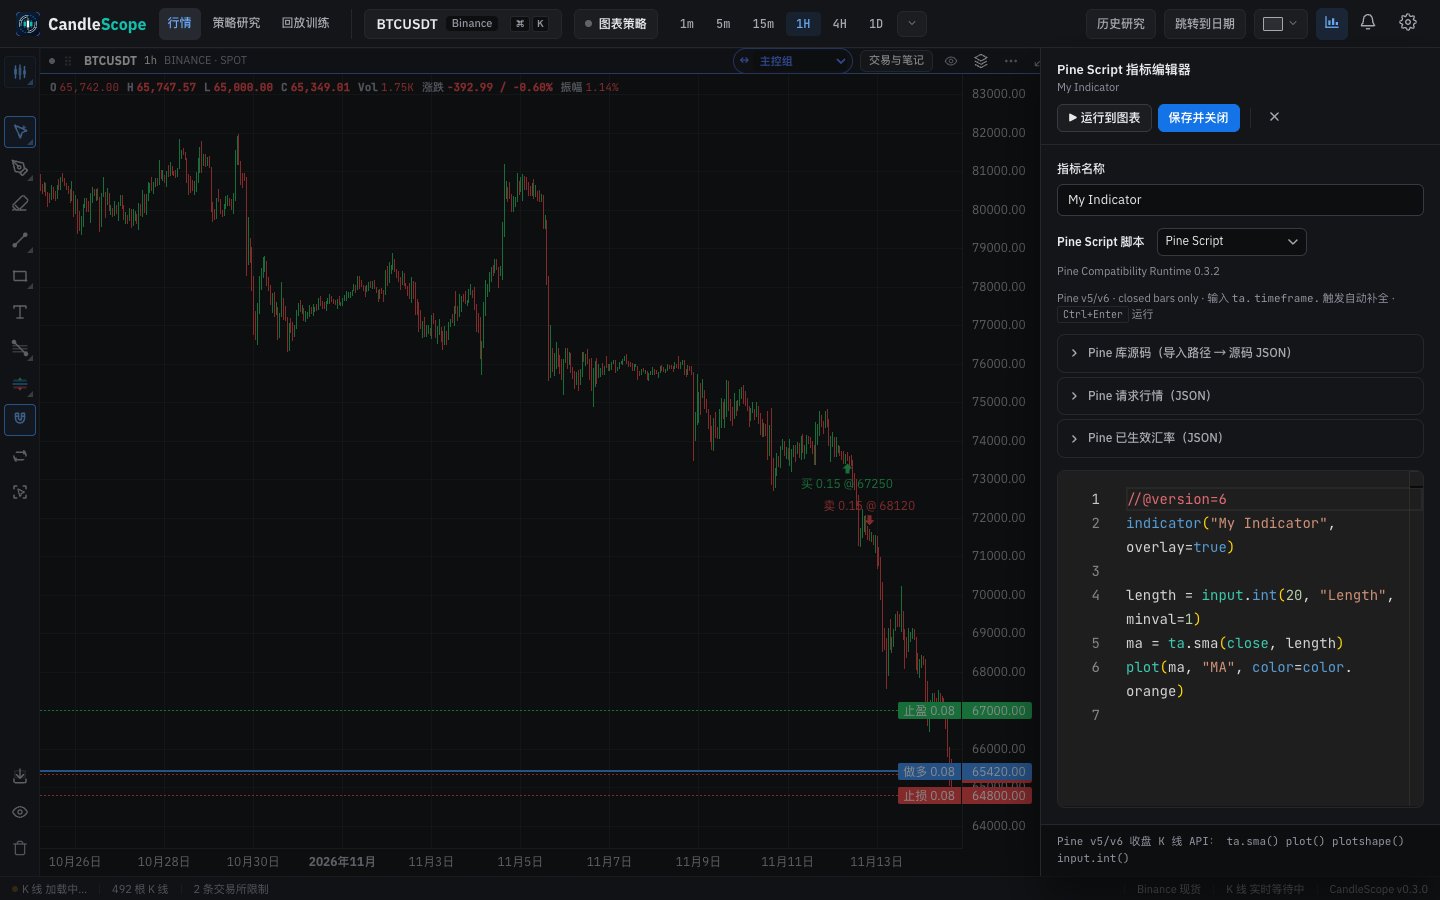 CandleScope 行情 策略研究 回放训练 BTCUSDT Binance ⌘ K 图表策略 1m 5m 15m 1H 4H 1D 历史研究 跳转到日期
BTCUSDT 1h BINANCE · SPOT 主控组 交易与笔记
O 65,742.00 H 65,747.57 L 65,000.00 C 65,349.01 Vol 1.75K 涨跌 -392.99 / -0.60% 振幅 1.14%
83000.00
82000.00
81000.00
80000.00
79000.00
78000.00
77000.00
76000.00
75000.00
74000.00
73000.00
72000.00
71000.00
70000.00
69000.00
68000.00
买 0.15 @ 67250
卖 0.15 @ 68120
止盈 0.08 67000.00
66000.00
做多 0.08 65420.00
止损 0.08 64800.00
64000.00
10月26日 10月28日 10月30日 2026年11月 11月3日 11月5日 11月7日 11月9日 11月11日 11月13日
Pine Script 指标编辑器
My Indicator
运行到图表 保存并关闭
指标名称
My Indicator
Pine Script 脚本 Pine Script
Pine Compatibility Runtime 0.3.2
Pine v5/v6 · closed bars only · 输入 ta. timeframe. 触发自动补全 ·
Ctrl+Enter 运行
Pine 库源码（导入路径 → 源码 JSON）
Pine 请求行情（JSON）
Pine 已生效汇率（JSON）
1 //@version=6
2 indicator("My Indicator",
overlay=true)
3
4 length = input.int(20, "Length",
minval=1)
5 ma = ta.sma(close, length)
6 plot(ma, "MA", color=color.
orange)
7
Pine v5/v6 收盘 K 线 API: ta.sma() plot() plotshape()
input.int()
K 线 加载中... 492 根 K 线 2 条交易所限制 Binance 现货 K 线 实时等待中 CandleScope v0.3.0